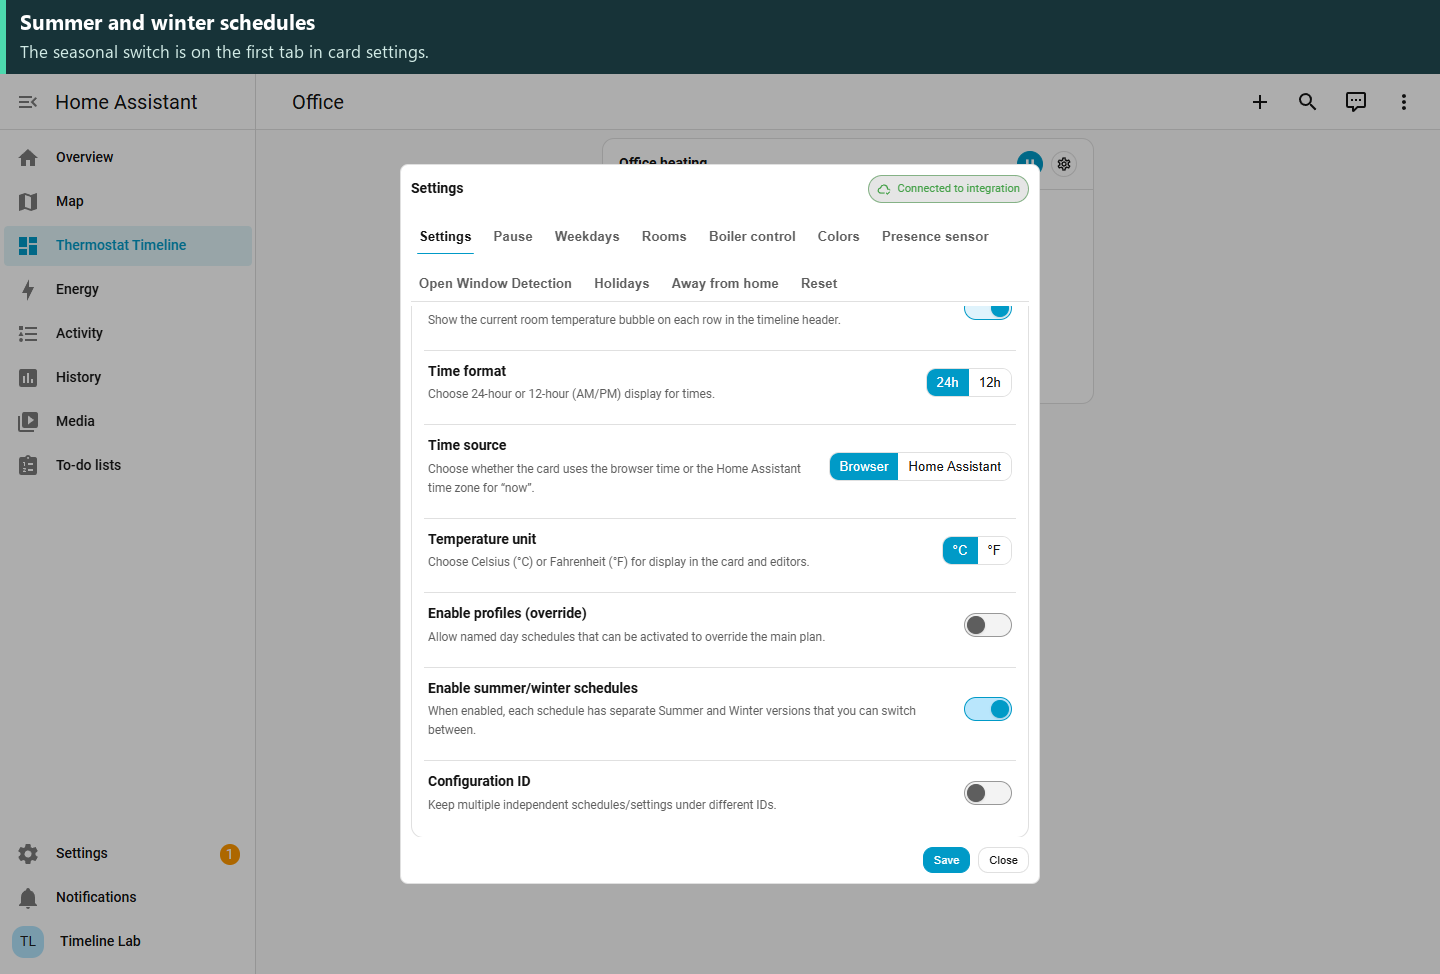 Summer and winter schedules
The seasonal switch is on the first tab in card settings.
Home Assistant
Office
Overview
Map
Thermostat Timeline
Energy
Activity
History
Media
To-do lists
Settings
1
Notifications
TL
Timeline Lab
Office heating
Settings
Connected to integration
Settings
Pause
Weekdays
Rooms
Boiler control
Colors
Presence sensor
Open Window Detection
Holidays
Away from home
Reset
Show the current room temperature bubble on each row in the timeline header.
Time format
Choose 24-hour or 12-hour (AM/PM) display for times.
24h
12h
Time source
Choose whether the card uses the browser time or the Home Assistant
time zone for “now”.
Browser
Home Assistant
Temperature unit
Choose Celsius (°C) or Fahrenheit (°F) for display in the card and editors.
°C
°F
Enable profiles (override)
Allow named day schedules that can be activated to override the main plan.
Enable summer/winter schedules
When enabled, each schedule has separate Summer and Winter versions that you can switch
between.
Configuration ID
Keep multiple independent schedules/settings under different IDs.
Save
Close